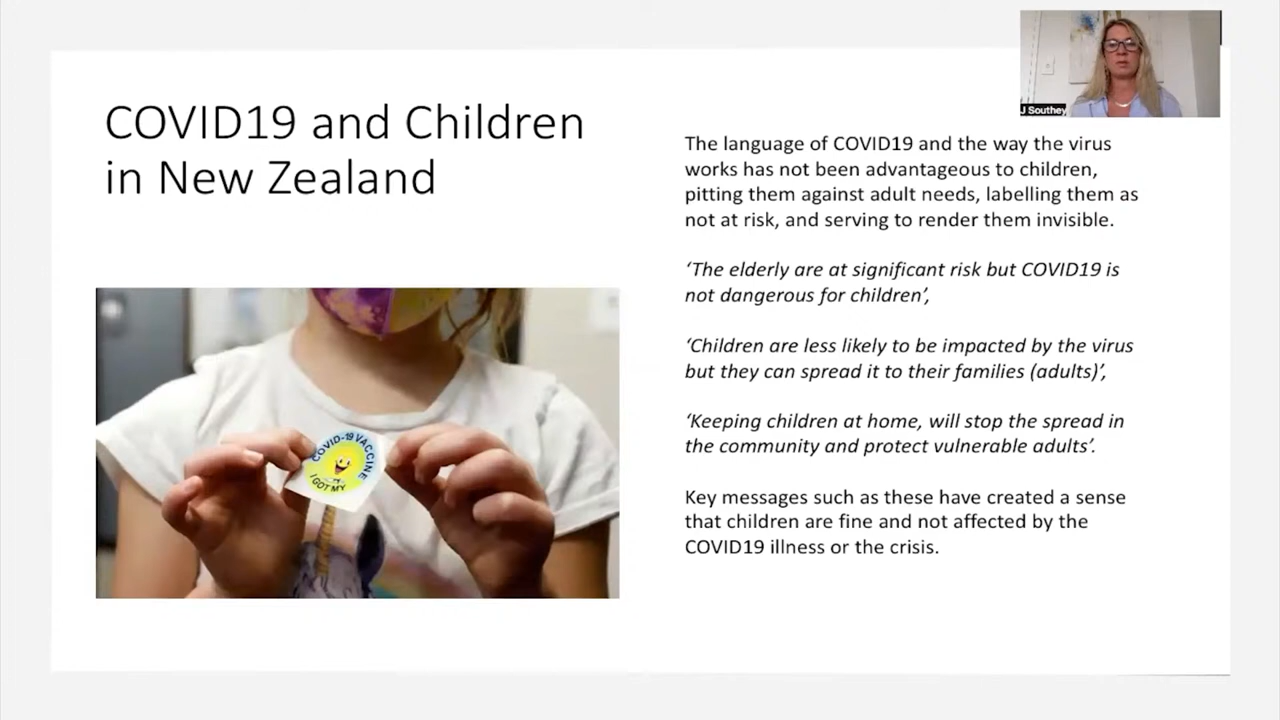 J Southey
COVID19 and Children
in New Zealand
The language of COVID19 and the way the virus
works has not been advantageous to children,
pitting them against adult needs, labelling them as
not at risk, and serving to render them invisible.
‘The elderly are at significant risk but COVID19 is
not dangerous for children’,
‘Children are less likely to be impacted by the virus
but they can spread it to their families (adults)’,
‘Keeping children at home, will stop the spread in
the community and protect vulnerable adults’.
Key messages such as these have created a sense
that children are fine and not affected by the
COVID19 illness or the crisis.
I GOT MY
COVID-19 VACCINE